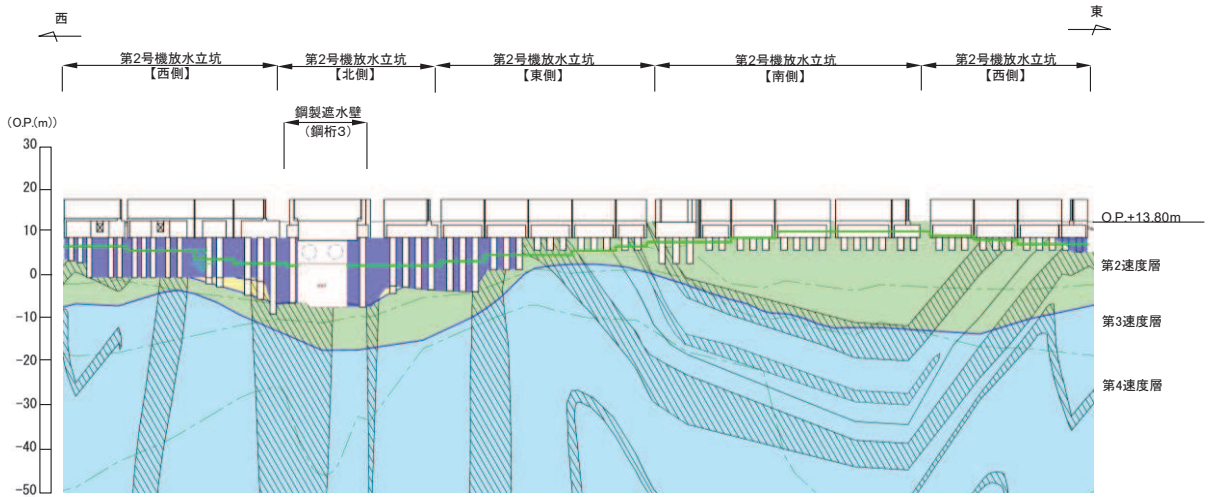 西
東
第2号機放水立坑
【西側】
第2号機放水立坑
【北側】
第2号機放水立坑
【東側】
第2号機放水立坑
【南側】
第2号機放水立坑
【西側】
鋼製遮水壁
(鋼桁3)
(O.P.(m))
30
20
10
0
-10
-20
-30
-40
-50
O.P.+13.80m
第2速度層
第3速度層
第4速度層